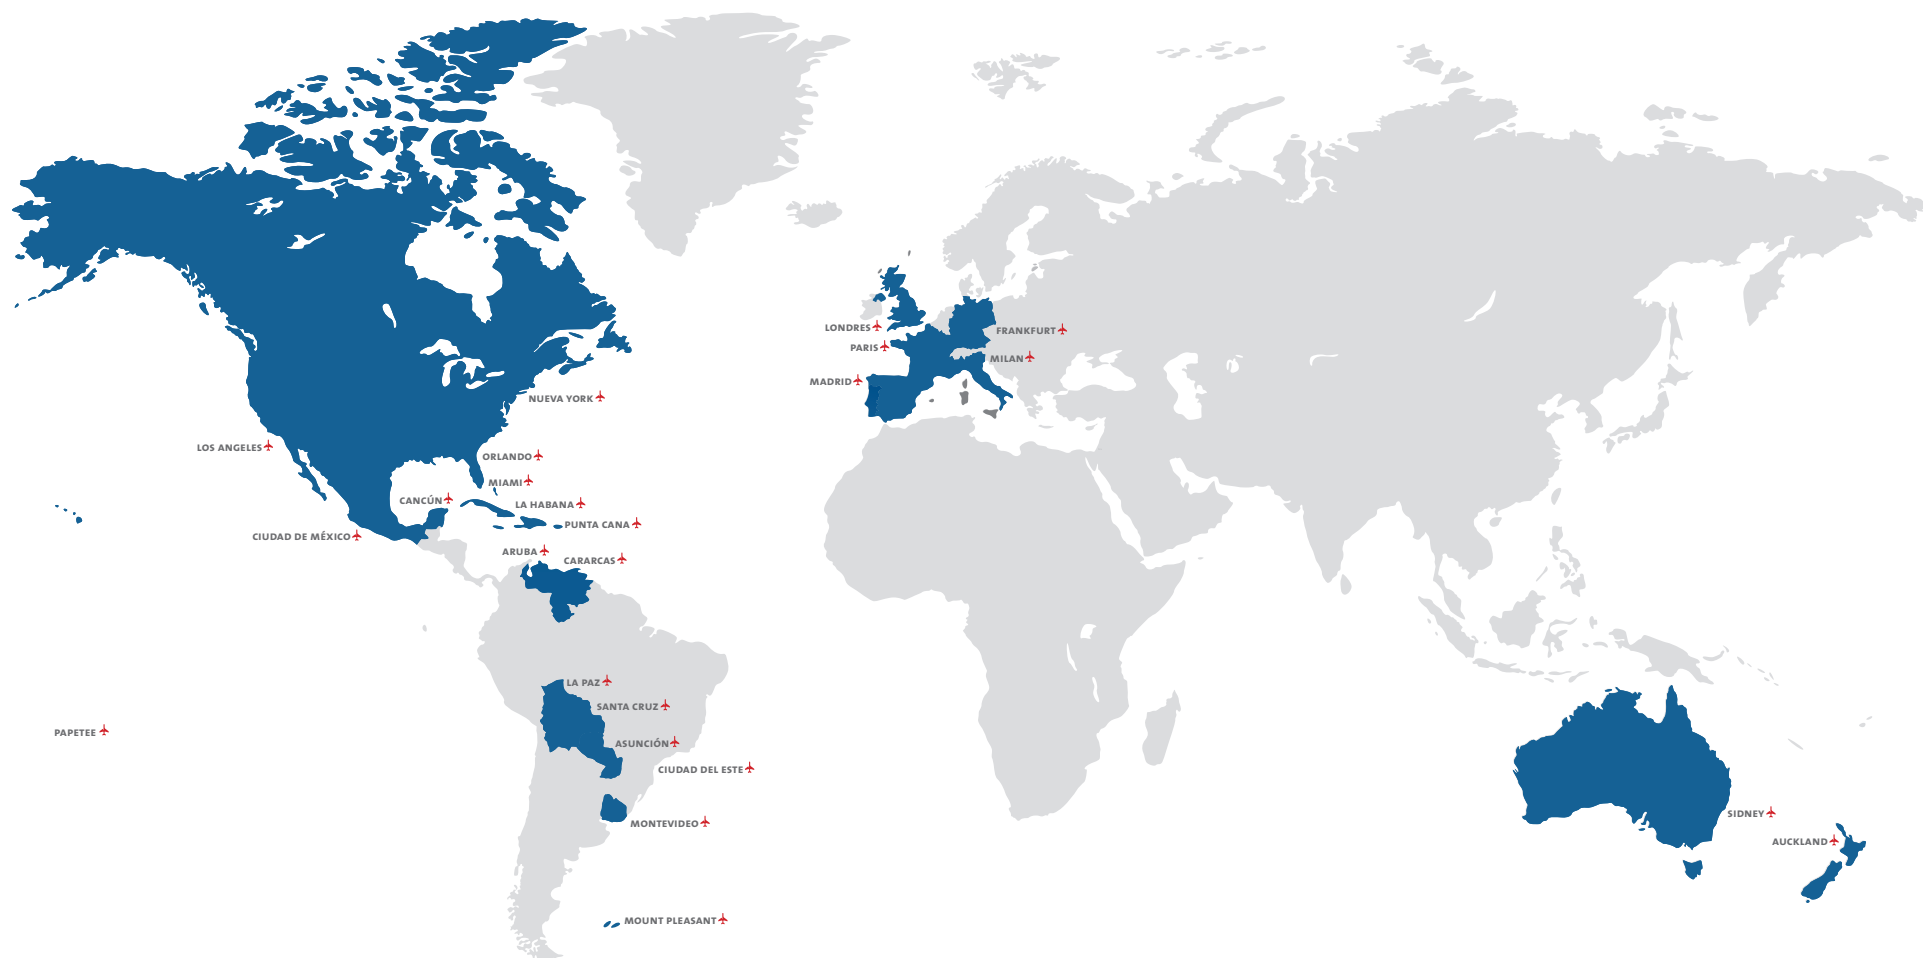 LONDRES
FRANKFURT
PARIS
MILAN
MADRID
NUEVA YORK
LOS ANGELES
ORLANDO
MIAMI
CANCÚN
LA HABANA
PUNTA CANA
CIUDAD DE MÉXICO
ARUBA
CARARCAS
LA PAZ
SANTA CRUZ
PAPETEE
ASUNCIÓN
CIUDAD DEL ESTE
SIDNEY
MONTEVIDEO
AUCKLAND
MOUNT PLEASANT